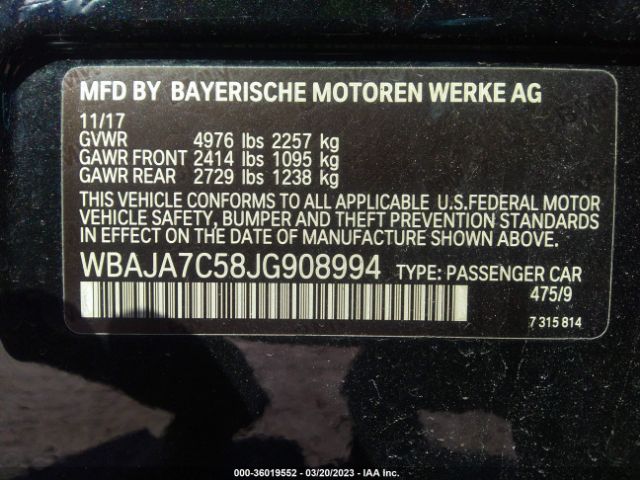 MFD BY BAYERISCHE MOTOREN WERKE AG
11/17
GVWR 4976 lbs 2257 kg
GAWR FRONT 2414 lbs 1095 kg
GAWR REAR 2729 lbs 1238 kg
THIS VEHICLE CONFORMS TO ALL APPLICABLE U.S.FEDERAL MOTOR
VEHICLE SAFETY, BUMPER AND THEFT PREVENTION STANDARDS
IN EFFECT ON THE DATE OF MANUFACTURE SHOWN ABOVE.
WBAJA7C58JG908994 TYPE: PASSENGER CAR
475/9
7 315 814
000-36019552 — 03/20/2023 — IAA Inc.